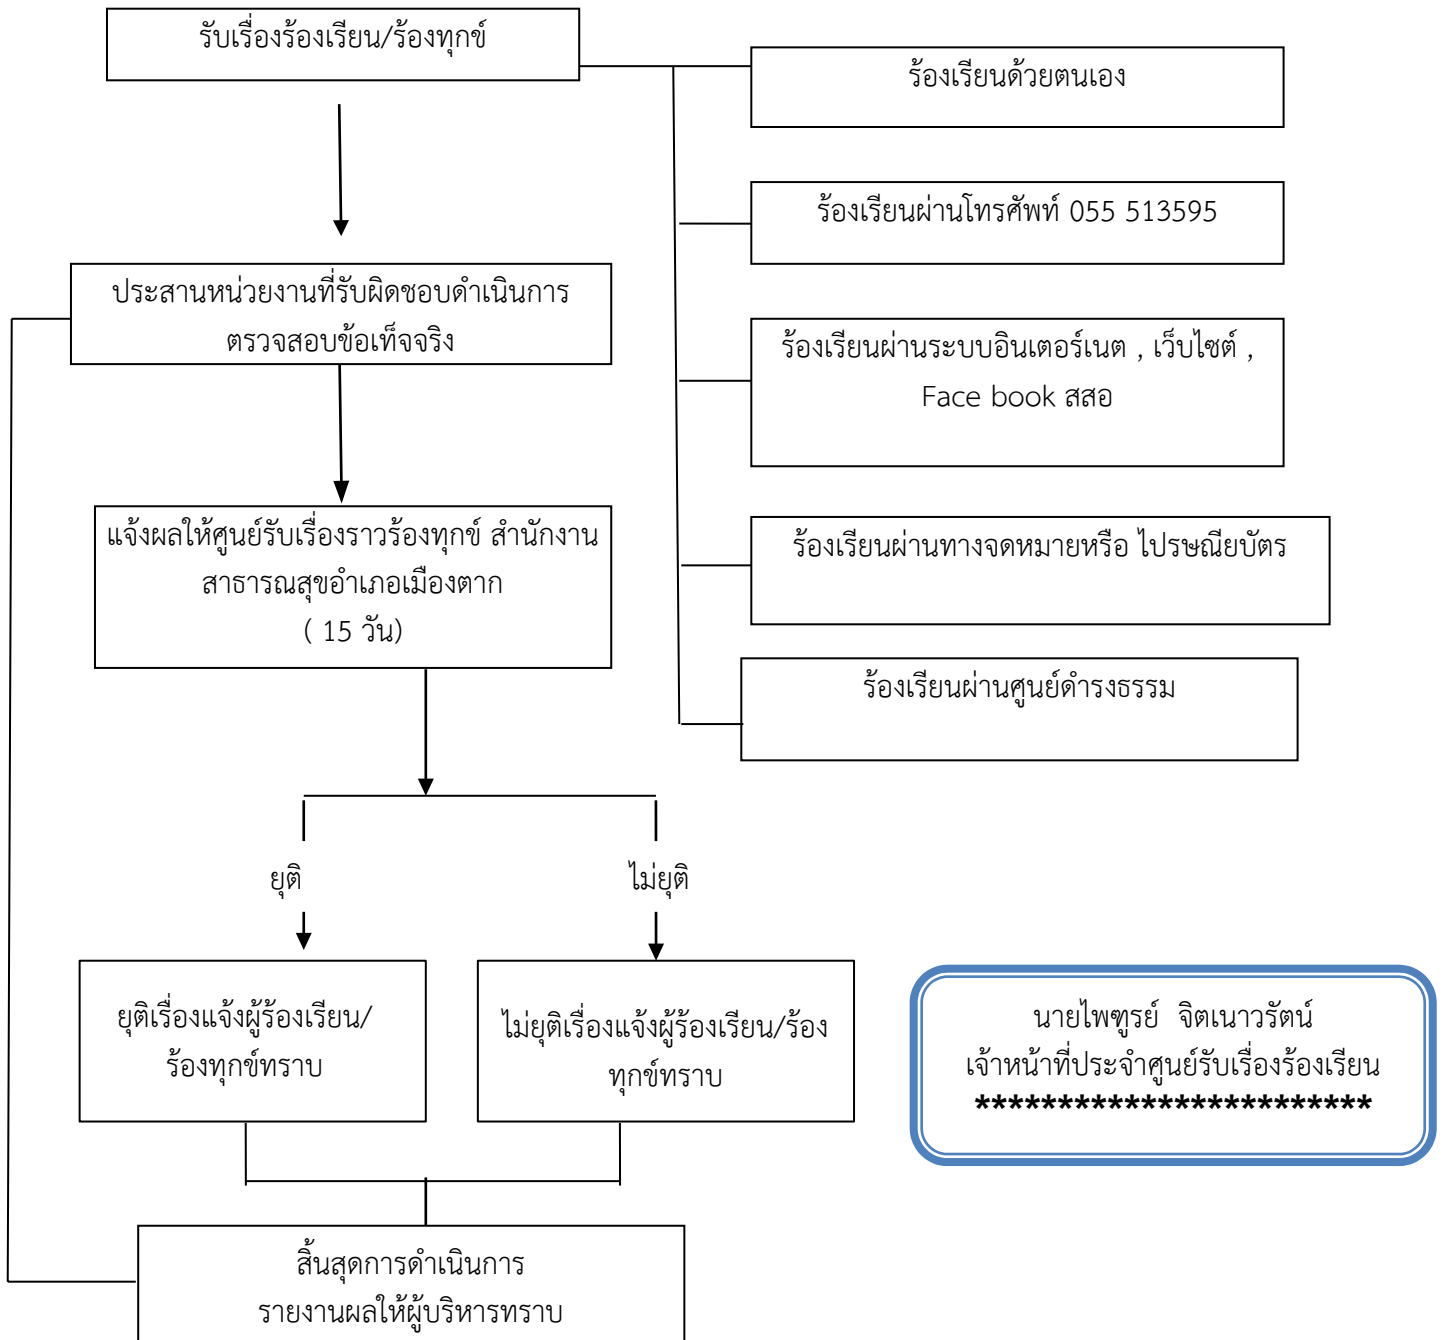 รับเรื่องร้องเรียน/ร้องทุกข์
ร้องเรียนด้วยตนเอง
ร้องเรียนผ่านโทรศัพท์ 055 513595
ประสานหน่วยงานที่รับผิดชอบดำเนินการ
ตรวจสอบข้อเท็จจริง
ร้องเรียนผ่านระบบอินเตอร์เนต , เว็บไซต์ ,
Face book สสอ
แจ้งผลให้ศูนย์รับเรื่องราวร้องทุกข์ สำนักงาน
สาธารณสุขอำเภอเมืองตาก
( 15 วัน)
ร้องเรียนผ่านทางจดหมายหรือ ไปรษณียบัตร
ร้องเรียนผ่านศูนย์ดำรงธรรม
ยุติ
ไม่ยุติ
ยุติเรื่องแจ้งผู้ร้องเรียน/
ร้องทุกข์ทราบ
ไม่ยุติเรื่องแจ้งผู้ร้องเรียน/ร้อง
ทุกข์ทราบ
นายไพฑูรย์ จิตเนาวรัตน์
เจ้าหน้าที่ประจำศูนย์รับเรื่องร้องเรียน
************************
สิ้นสุดการดำเนินการ
รายงานผลให้ผู้บริหารทราบ